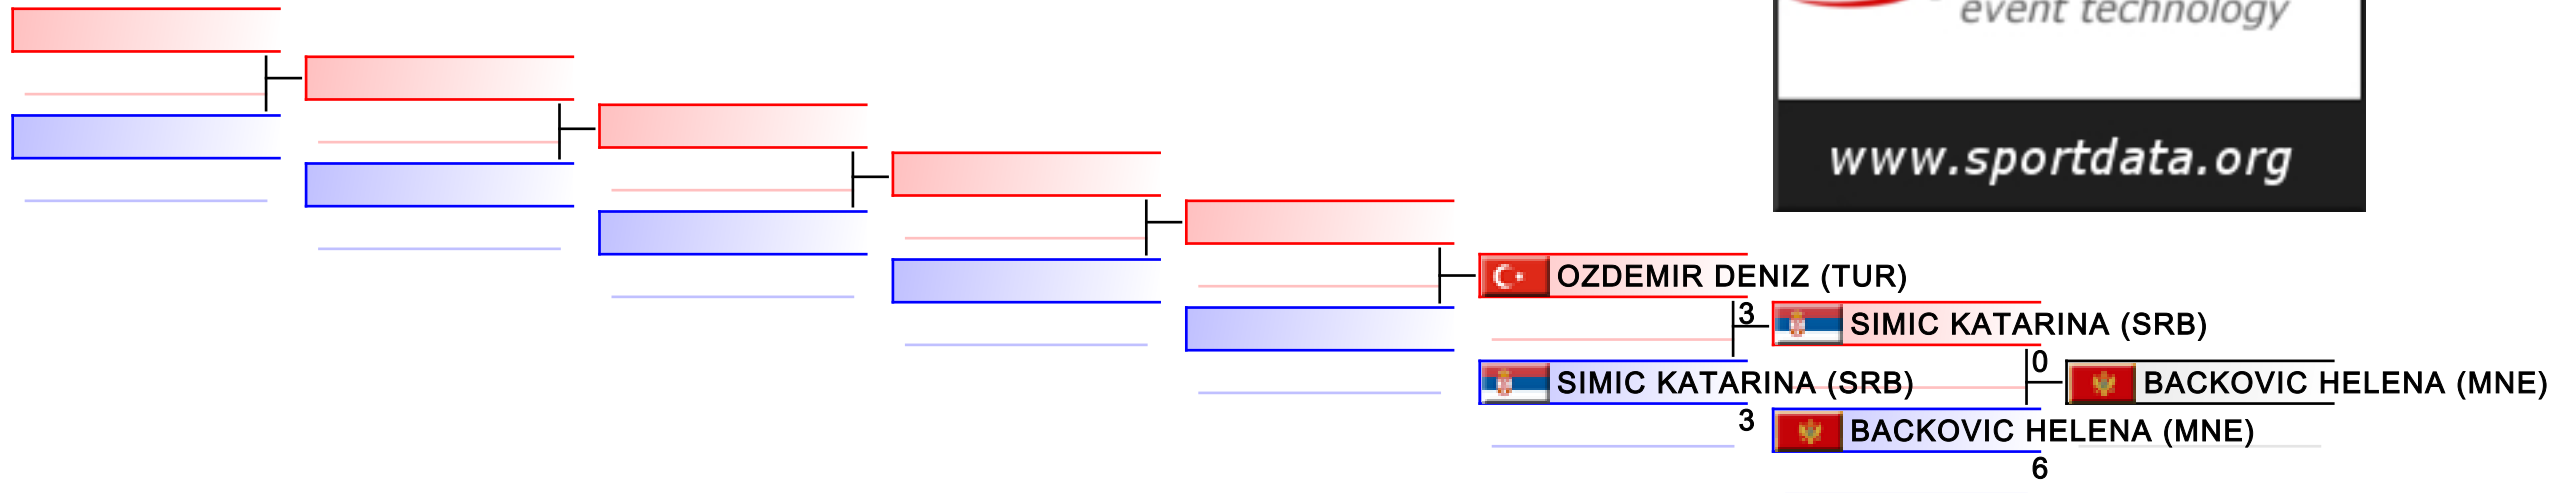 event technology
www.sportdata.org
OZDEMIR DENIZ (TUR)
3
SIMIC KATARINA (SRB)
0
SIMIC KATARINA (SRB)
BACKOVIC HELENA (MNE)
3
BACKOVIC HELENA (MNE)
6